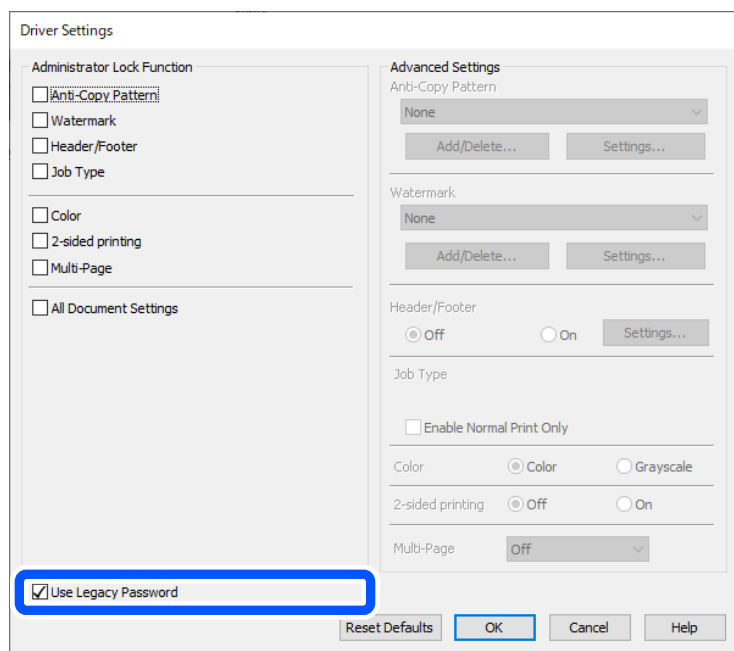 Driver Settings
Administrator Lock Function
Anti-Copy Pattern
Watermark
Header/Footer
Job Type
Color
2-sided printing
Multi-Page
All Document Settings
Use Legacy Password
Advanced Settings
Anti-Copy Pattern
None
Add/Delete... Settings...
Watermark
None
Add/Delete... Settings...
Header/Footer
Off On Settings...
Job Type
Enable Normal Print Only
Color Color Grayscale
2-sided printing Off On
Multi-Page Off
Reset Defaults OK Cancel Help